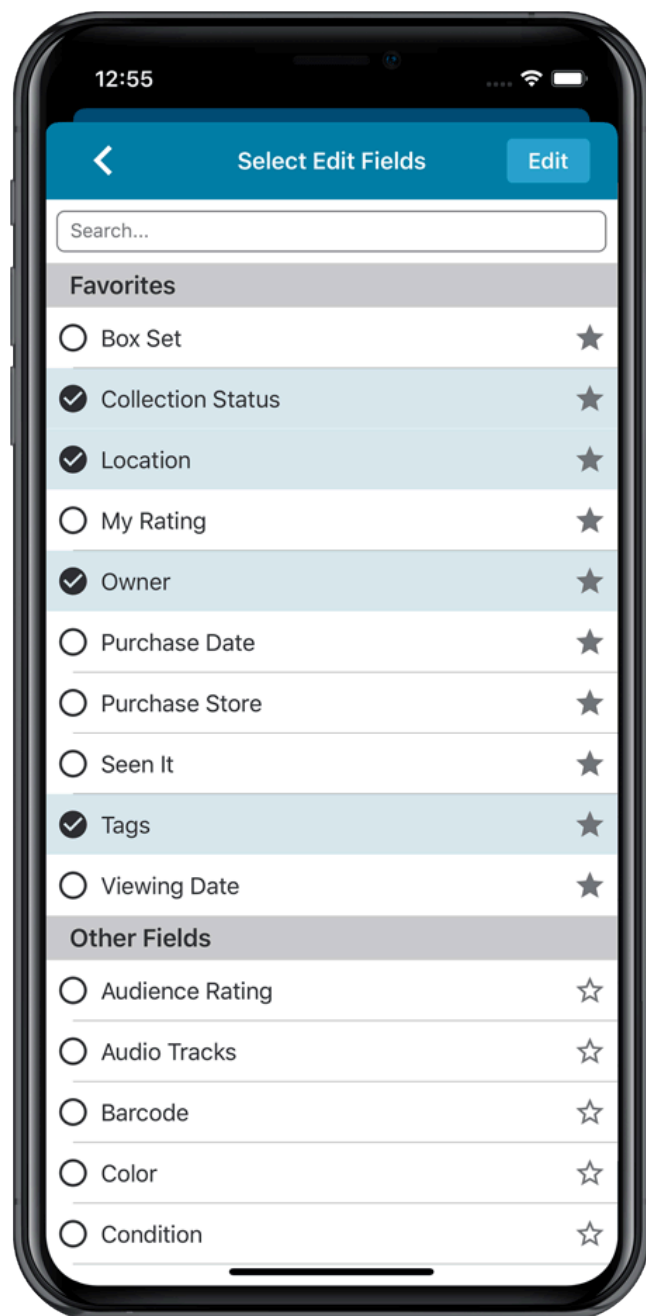 12:55
Select Edit Fields
Edit
Search...
Favorites
Box Set
Collection Status
Location
My Rating
Owner
Purchase Date
Purchase Store
Seen It
Tags
Viewing Date
Other Fields
Audience Rating
Audio Tracks
Barcode
Color
Condition